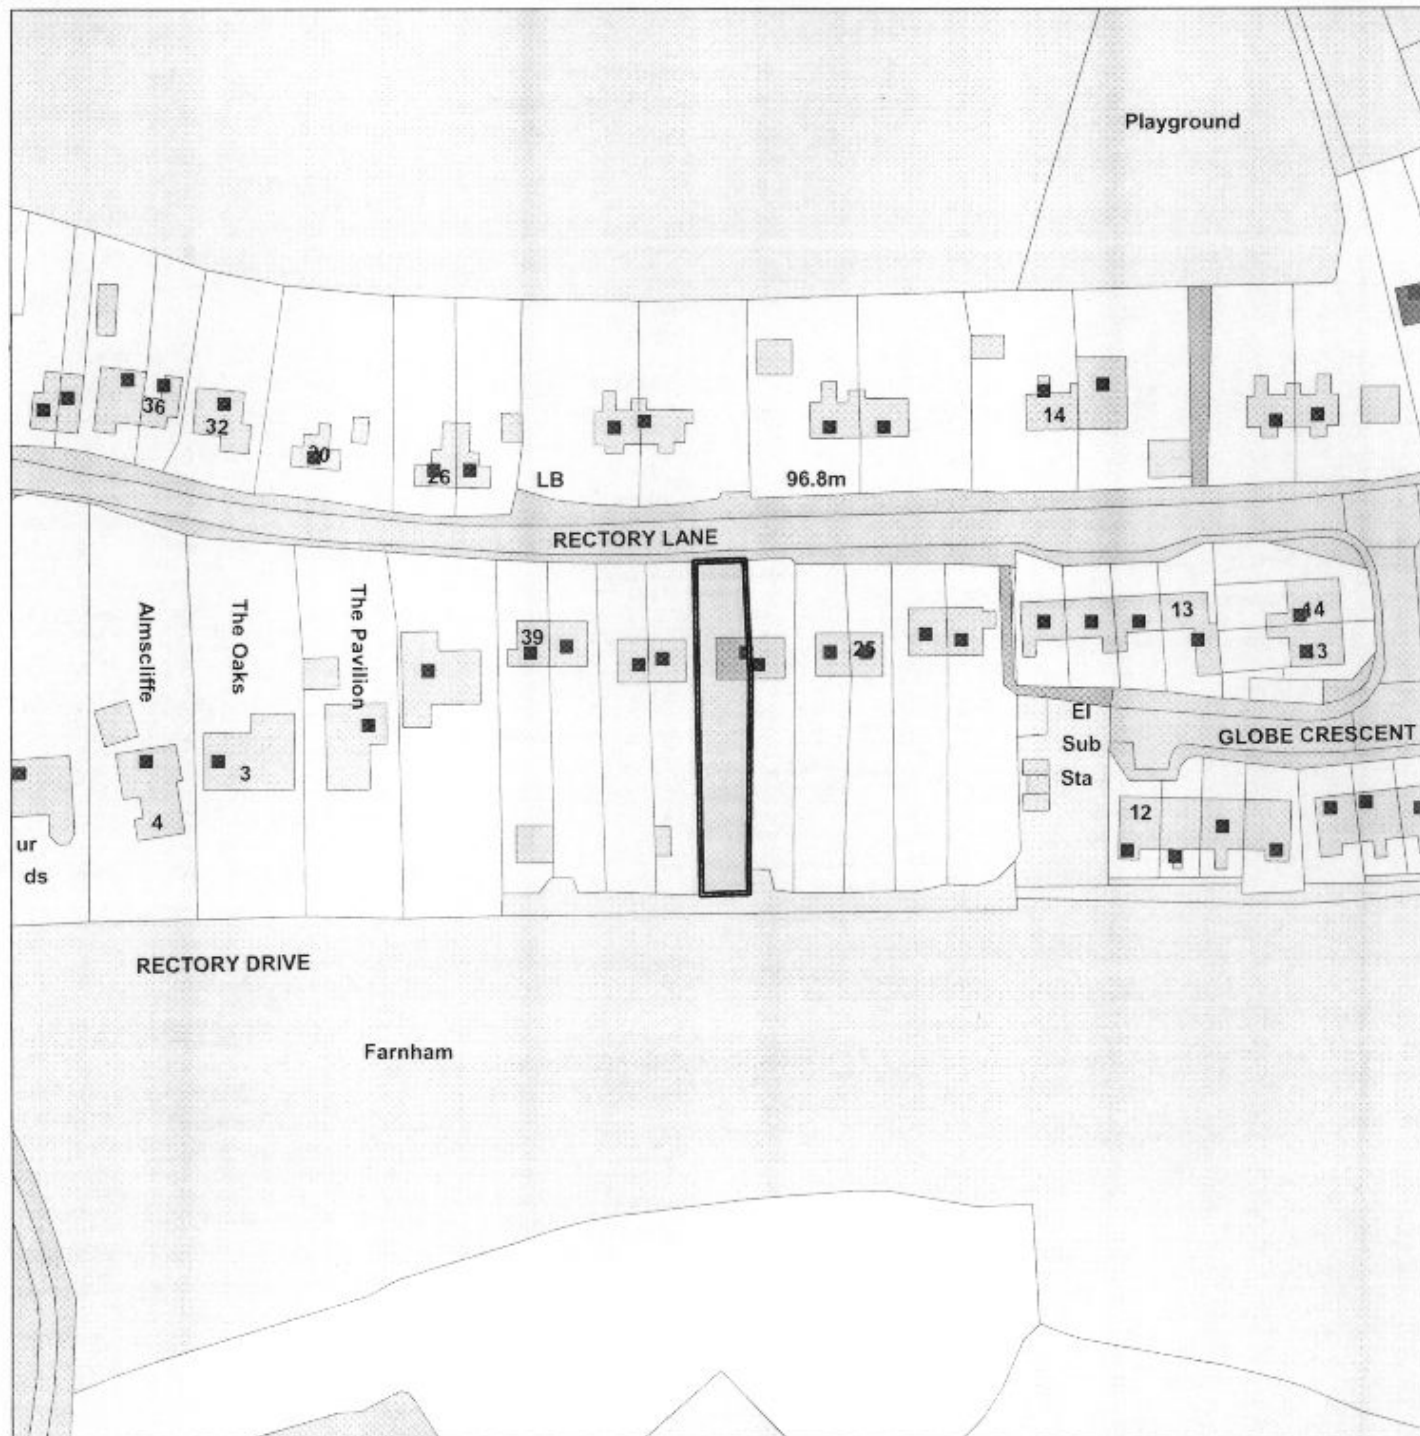 Playground
36
32
20
26
LB
96.8m
14
RECTORY LANE
Almscliffe
The Oaks
The Pavilion
39
25
13
14
3
El
Sub
Sta
GLOBE CRESCENT
3
4
12
ur
ds
RECTORY DRIVE
Farnham